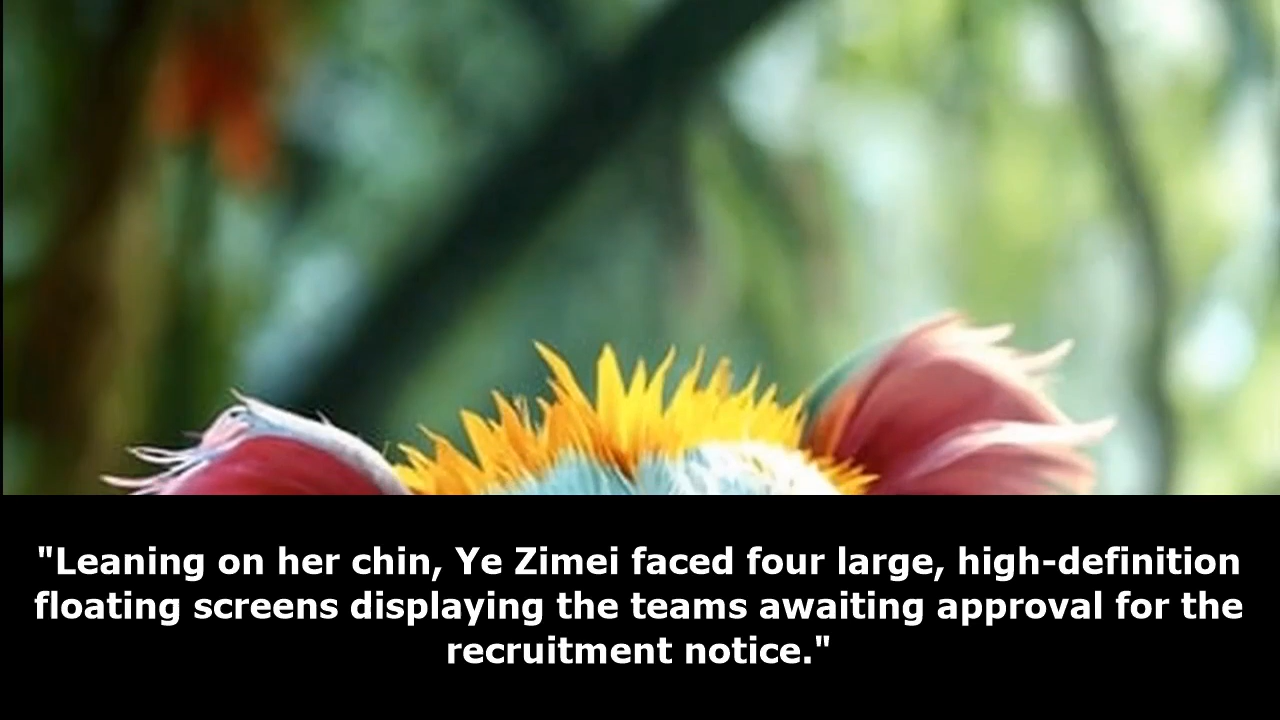 "Leaning on her chin, Ye Zimei faced four large, high-definition
floating screens displaying the teams awaiting approval for the
recruitment notice."